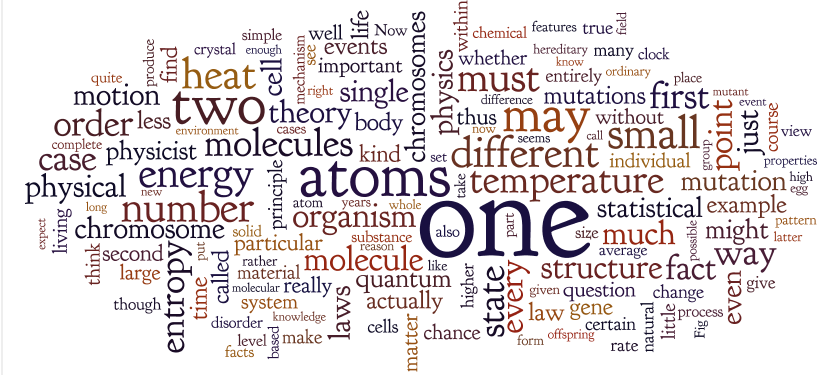 simple
well
life
Now
features
true
field
crystal
enough
mechanism
see
events
chromosomes
within
chemical
hereditary
many
clock
produce
find
heat
cell
important
physics
whether
know
quite
motion
two
right
single
must
entirely
ordinary
place
theory
difference
mutations
first
mutant
order
less
environment
body
thus
now
may
without
point
just
event
course
complete
cases
seems
call
small
view
case
physicist
molecules
kind
set
different
individual
group
properties
physical
new
energy
principle
atoms
take
temperature
mutation
high
egg
long
number
atom
years
whole
one
statistical
example
pattern
living
chromosome
solid
organism
also
part
size
much
possible
might
latter
expect
think
second
particular
substance
reason
average
large
called
rather
material
molecule
like
structure
fact
way
entropy
time
put
molecular
really
quantum
higher
state
every
given
question
change
even
give
though
system
laws
actually
law
gene
process
disorder
knowledge
cells
chance
certain
natural
little
Fig
level
based
make
matter
form
offspring
rate
facts